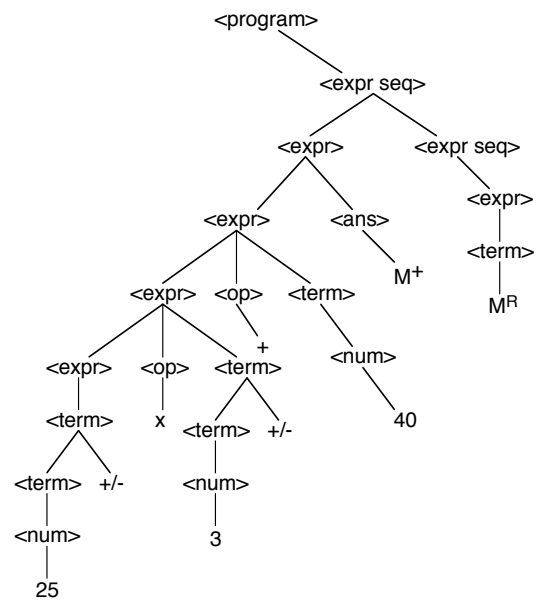 <program>
<expr seq>
<expr> <expr seq>
<expr>
<expr> <ans>
<term>
M⁺
<expr> <op> <term> Mᴿ
+
<expr> <op> <term> <num>
<term> x <term> +/- 40
<term> +/- <num>
<num> 3
25